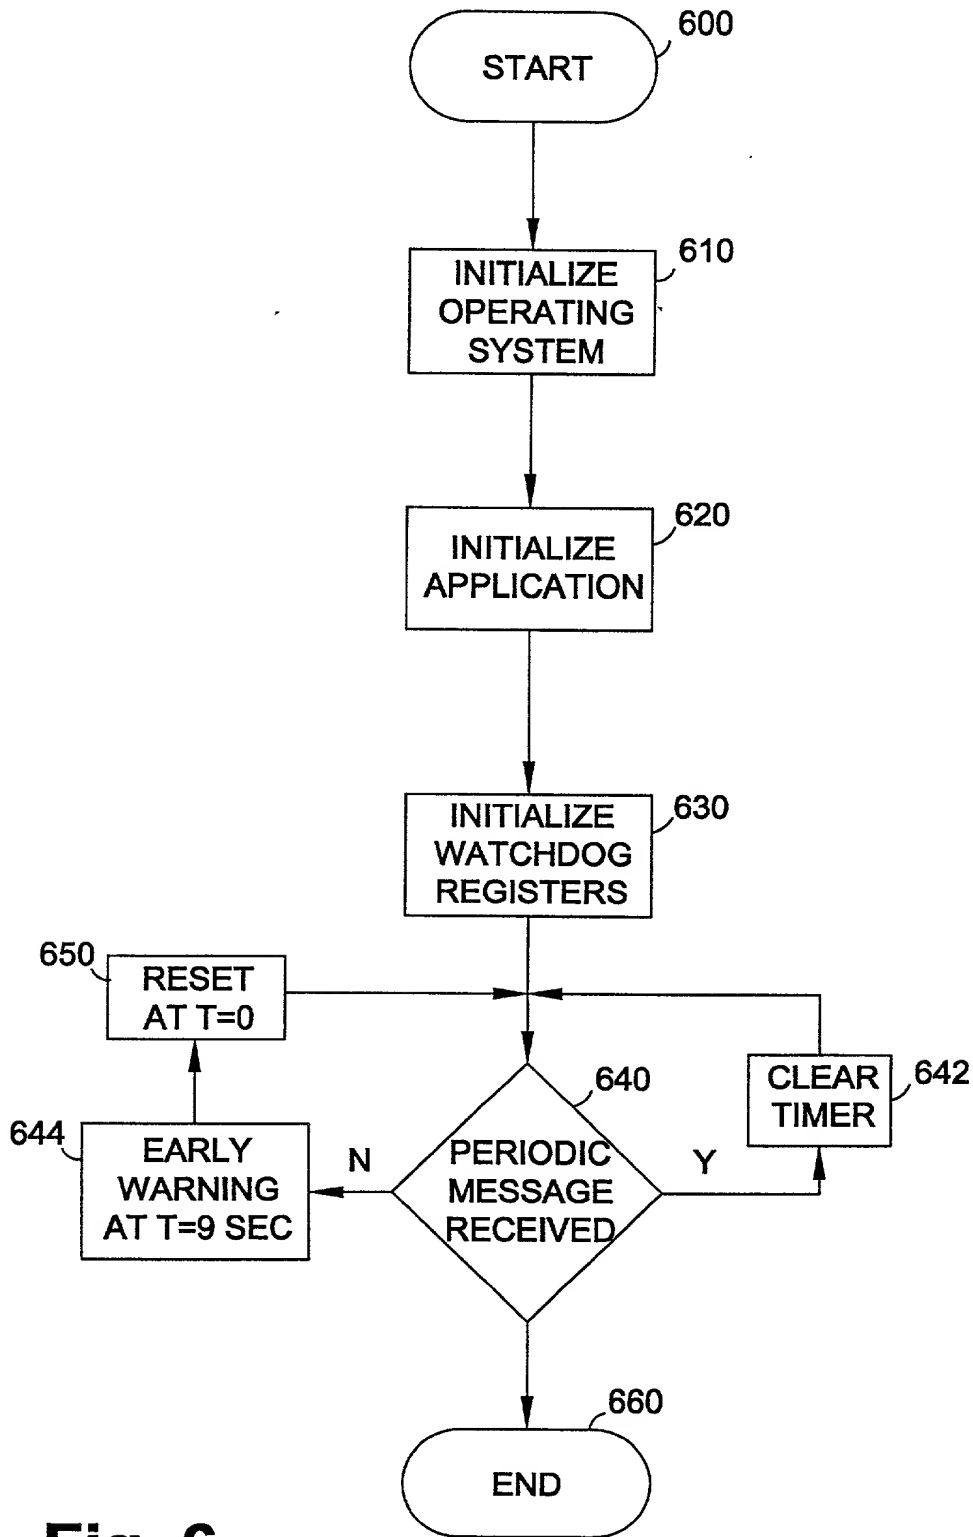 600
START
610
INITIALIZE
OPERATING
SYSTEM
620
INITIALIZE
APPLICATION
630
INITIALIZE
WATCHDOG
REGISTERS
650
RESET
AT T=0
640
642
CLEAR
TIMER
644
EARLY
WARNING
AT T=9 SEC
N
PERIODIC
MESSAGE
RECEIVED
Y
660
END